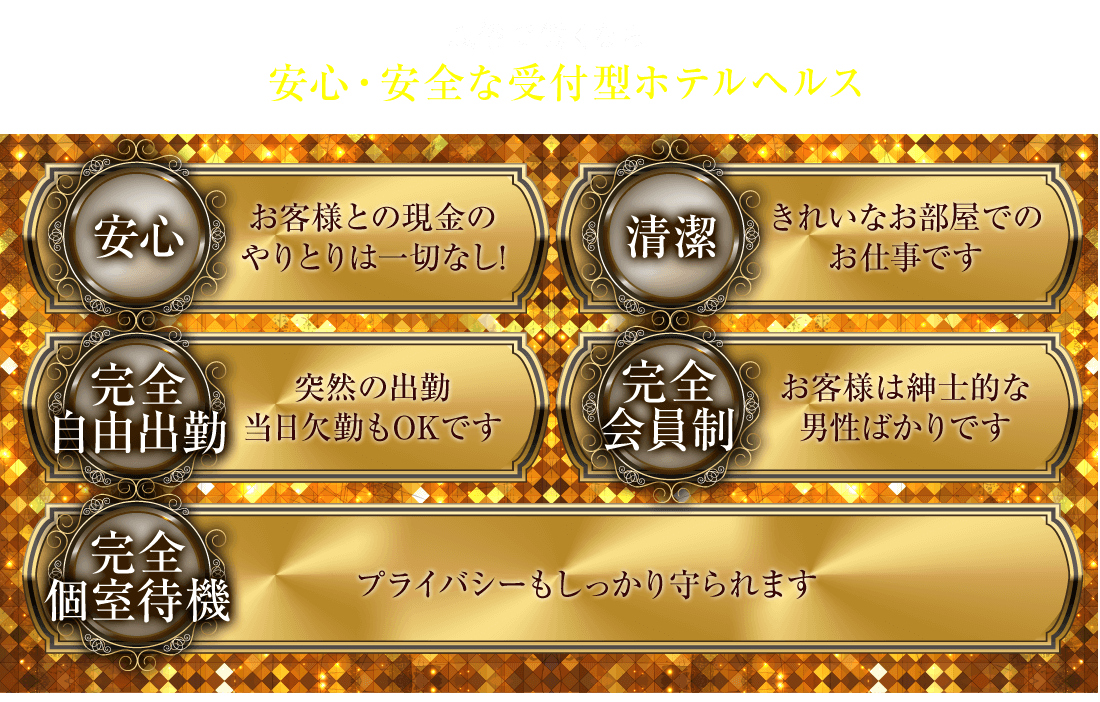 安心・安全な受付型ホテルヘルス
安心
お客様との現金の
やりとりは一切なし!
清潔
きれいなお部屋での
お仕事です
完全
自由出勤
突然の出勤
当日欠勤もOKです
完全
会員制
お客様は紳士的な
男性ばかりです
完全
個室待機
プライバシーもしっかり守られます